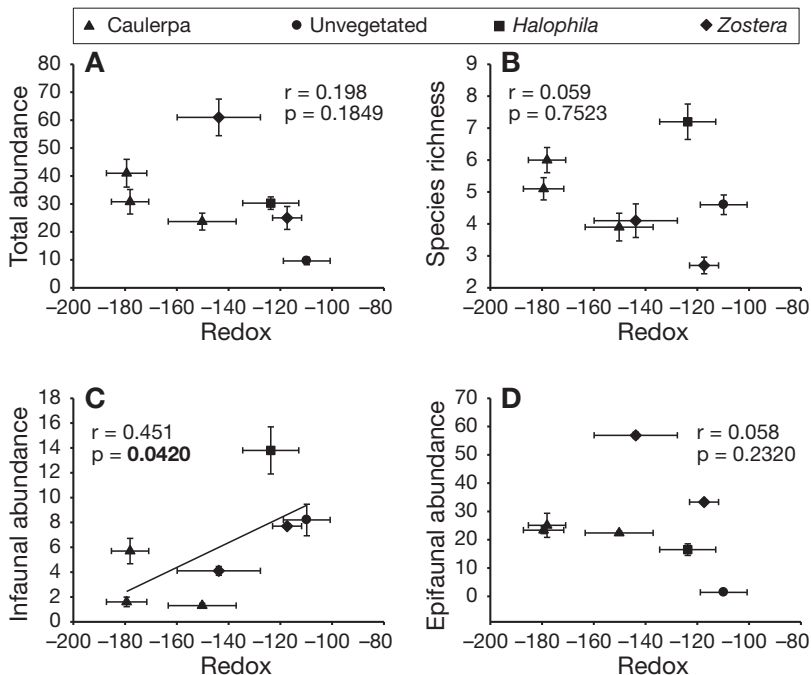 Caulerpa Unvegetated Halophila Zostera
A
r = 0.198
p = 0.1849
Total abundance
80
70
60
50
40
30
20
10
0
−200 −180 −160 −140 −120 −100 −80
Redox
B
r = 0.059
p = 0.7523
Species richness
9
8
7
6
5
4
3
2
−200 −180 −160 −140 −120 −100 −80
Redox
C
r = 0.451
p = 0.0420
Infaunal abundance
18
16
14
12
10
8
6
4
2
0
−200 −180 −160 −140 −120 −100 −80
Redox
D
r = 0.058
p = 0.2320
Epifaunal abundance
70
60
50
40
30
20
10
0
−200 −180 −160 −140 −120 −100 −80
Redox